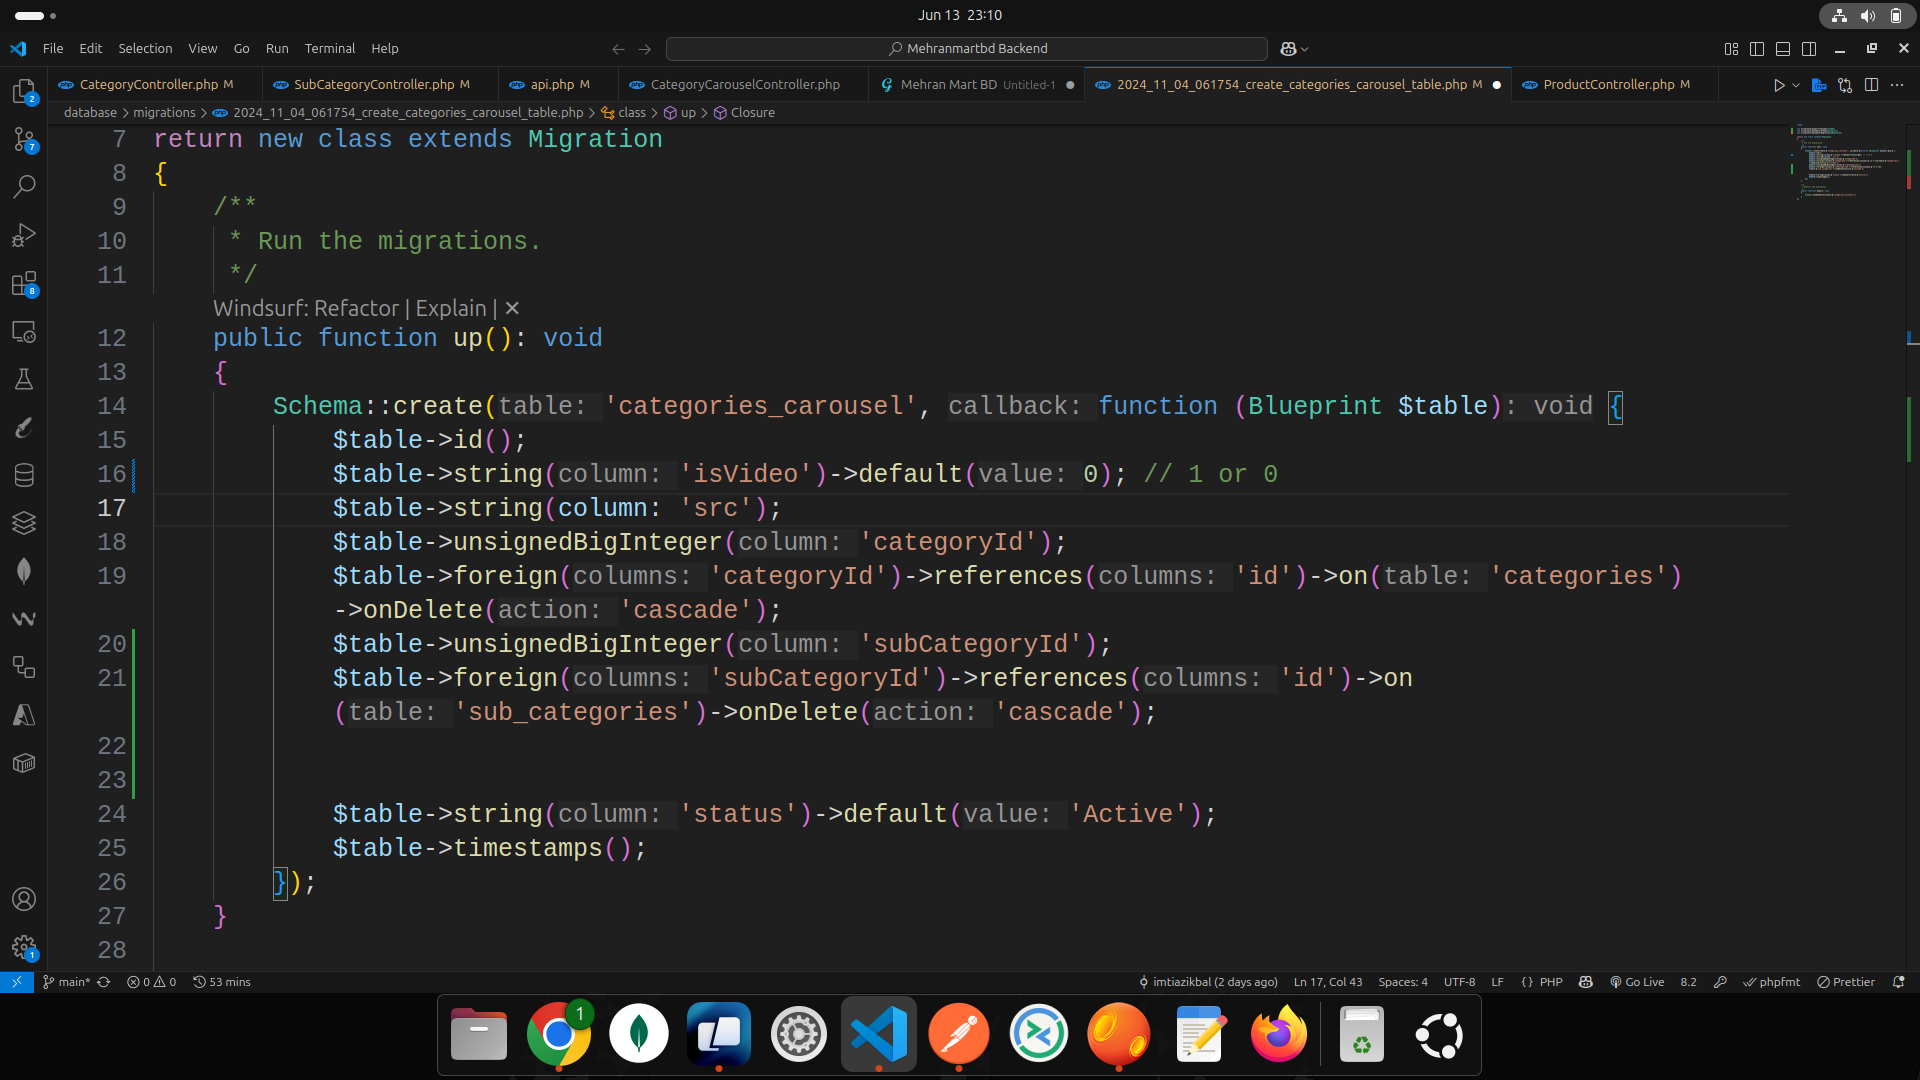 Jun 13 23:10
File Edit Selection View Go Run Terminal Help
Mehranmartbd Backend
CategoryController.php M
SubCategoryController.php M
api.php M
CategoryCarouselController.php
Mehran Mart BD Untitled-1
2024_11_04_061754_create_categories_carousel_table.php M
ProductController.php M
database > migrations > 2024_11_04_061754_create_categories_carousel_table.php > class > up > Closure
7 return new class extends Migration
8 {
9 /**
10 * Run the migrations.
11 */
Windsurf: Refactor | Explain | ✕
12 public function up(): void
13 {
14 Schema::create(table: 'categories_carousel', callback: function (Blueprint $table): void {
15 $table->id();
16 $table->string(column: 'isVideo')->default(value: 0); // 1 or 0
17 $table->string(column: 'src');
18 $table->unsignedBigInteger(column: 'categoryId');
19 $table->foreign(columns: 'categoryId')->references(columns: 'id')->on(table: 'categories')
->onDelete(action: 'cascade');
20 $table->unsignedBigInteger(column: 'subCategoryId');
21 $table->foreign(columns: 'subCategoryId')->references(columns: 'id')->on
(table: 'sub_categories')->onDelete(action: 'cascade');
22
23
24 $table->string(column: 'status')->default(value: 'Active');
25 $table->timestamps();
26 });
27 }
28
2
7
8
1
main* 0 0 53 mins
imtiazikbal (2 days ago) Ln 17, Col 43 Spaces: 4 UTF-8 LF {} PHP Go Live 8.2 phpfmt Prettier
1